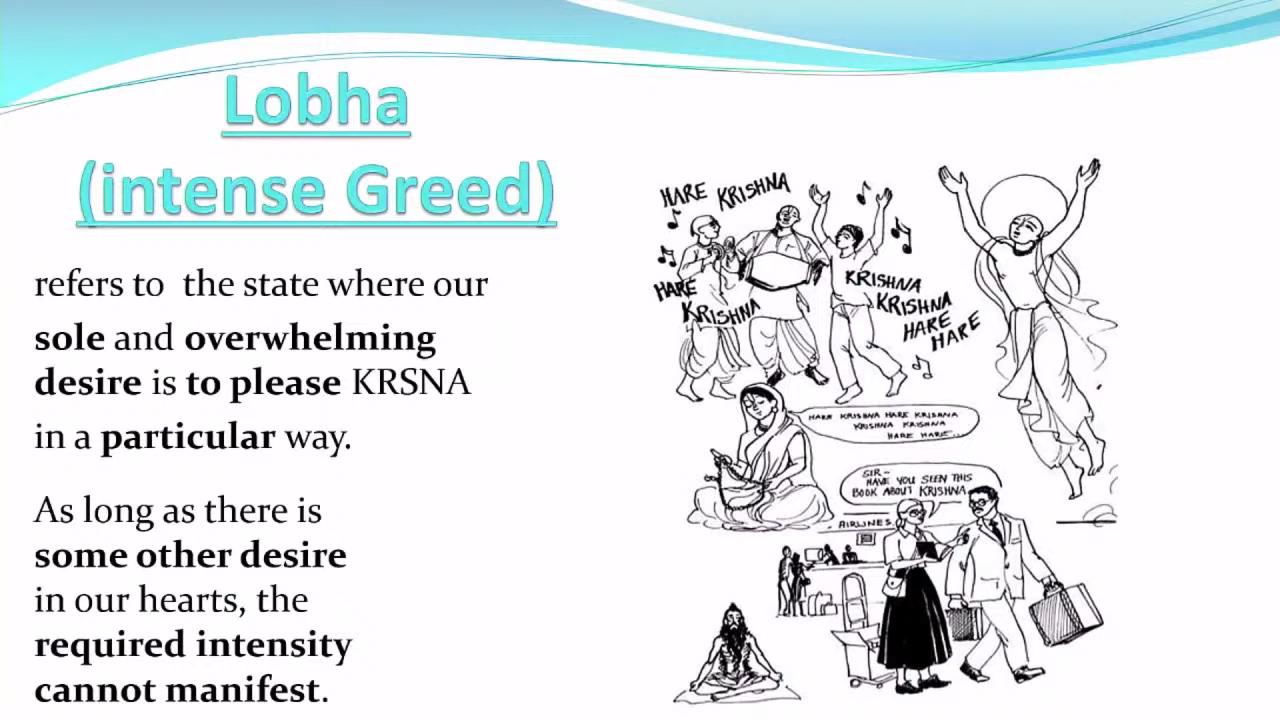 Lobha
(intense Greed)
refers to the state where our
sole and overwhelming
desire is to please KRSNA
in a particular way.
As long as there is
some other desire
in our hearts, the
required intensity
cannot manifest.
HARE KRISHNA
HARE
KRISHNA
KRISHNA
KRISHNA
HARE
HARE
HARE KRISHNA HARE KRISHNA
KRISHNA KRISHNA
HARE HARE..
SIR-
HAVE YOU SEEN THIS
BOOK ABOUT KRISHNA
AIRLINES